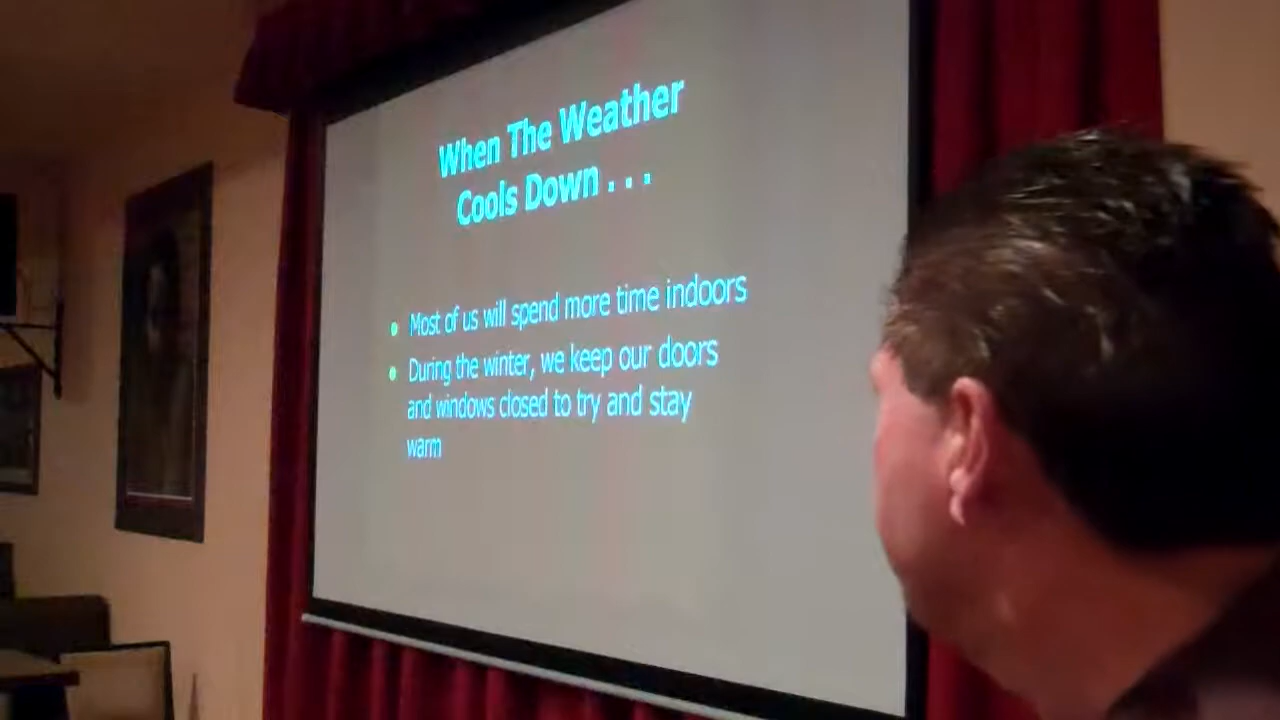 When The Weather
Cools Down . . .
• Most of us will spend more time indoors
• During the winter, we keep our doors
and windows closed to try and stay
warm